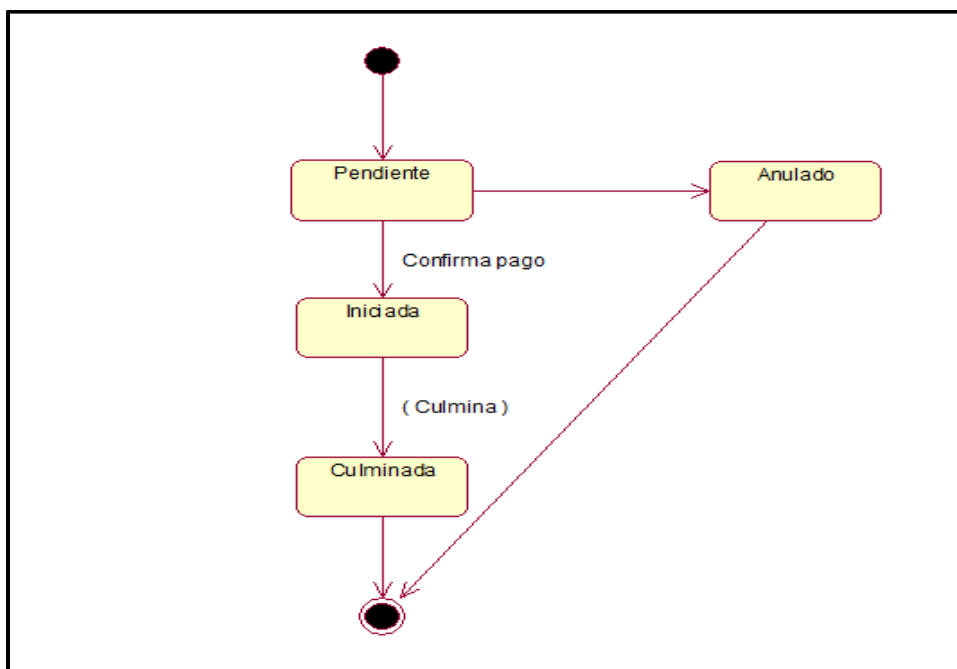 Pendiente
Anulado
Confirma pago
Iniciada
( Culmina )
Culminada